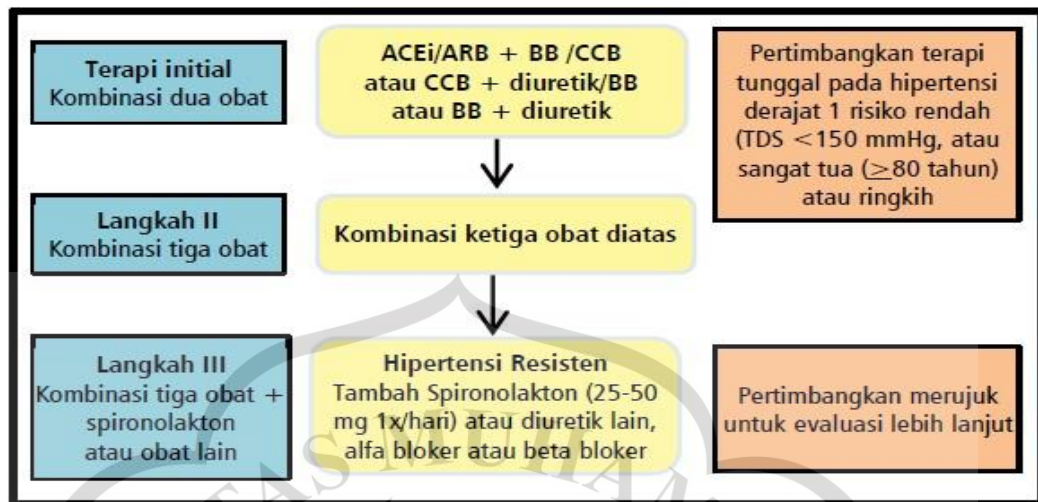 Terapi initial
Kombinasi dua obat
ACEi/ARB + BB /CCB
atau CCB + diuretik/BB
atau BB + diuretik
Pertimbangkan terapi
tunggal pada hipertensi
derajat 1 risiko rendah
(TDS <150 mmHg, atau
sangat tua (≥80 tahun)
atau ringkih
Langkah II
Kombinasi tiga obat
Kombinasi ketiga obat diatas
Langkah III
Kombinasi tiga obat +
spironolakton
atau obat lain
Hipertensi Resisten
Tambah Spironolakton (25-50
mg 1x/hari) atau diuretik lain,
alfa bloker atau beta bloker
Pertimbangkan merujuk
untuk evaluasi lebih lanjut